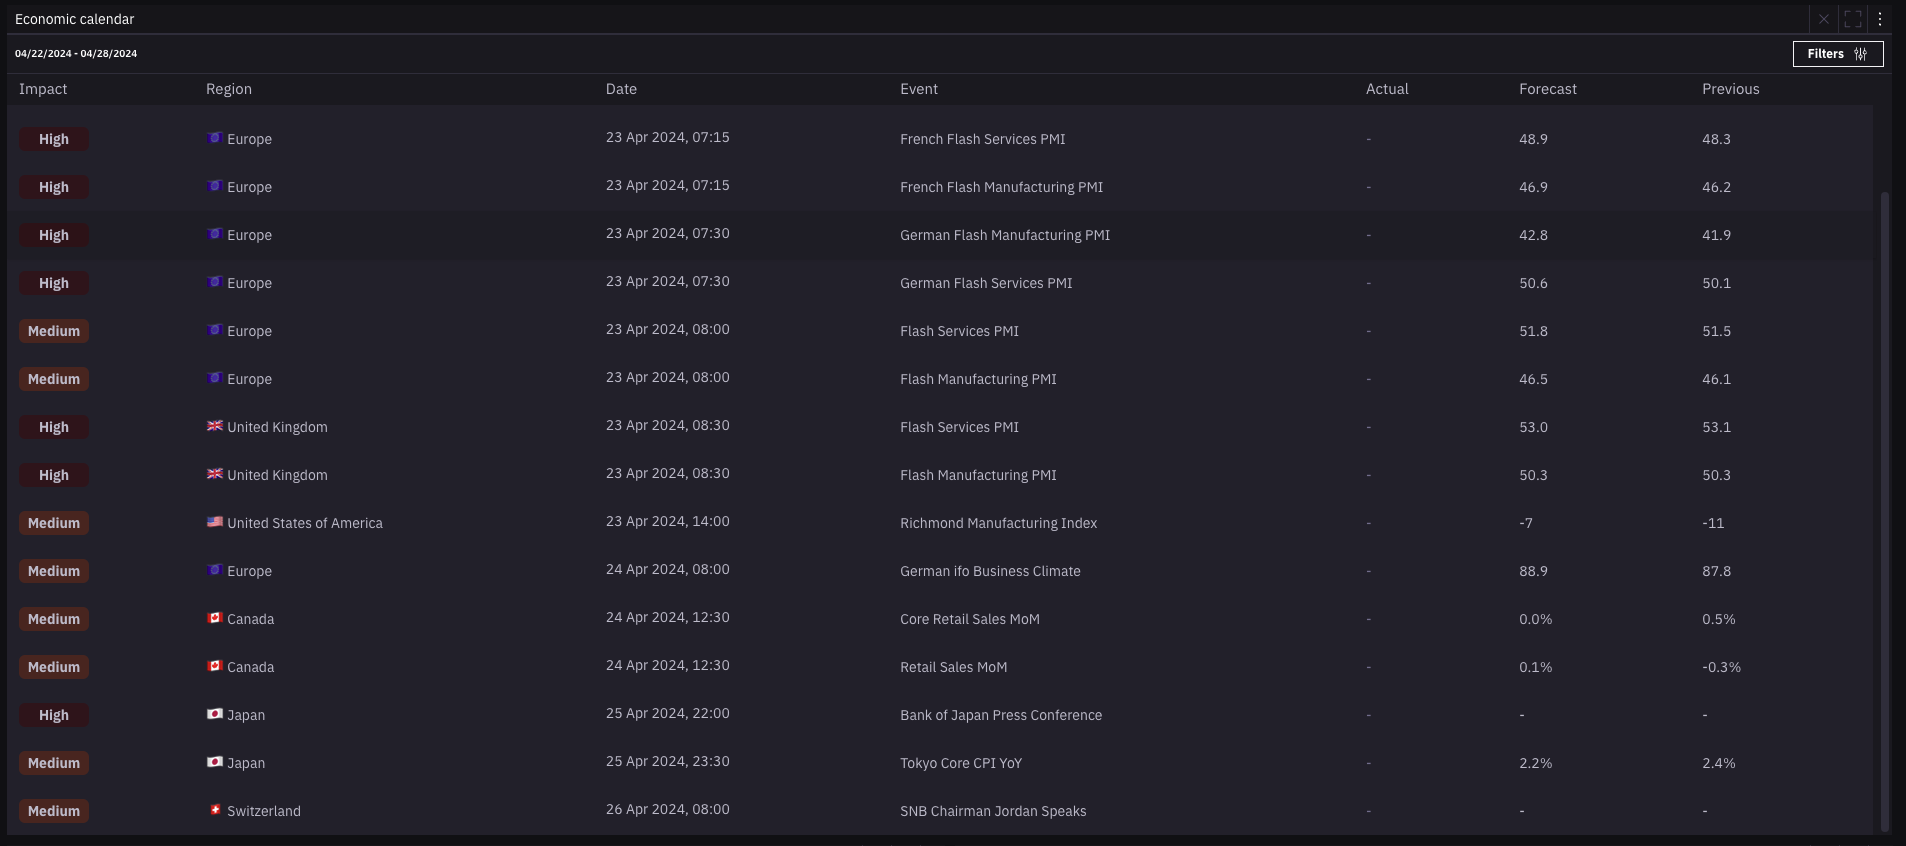 Economic calendar
04/22/2024 - 04/28/2024
Filters
Impact Region Date Event Actual Forecast Previous
High Europe 23 Apr 2024, 07:15 French Flash Services PMI - 48.9 48.3
High Europe 23 Apr 2024, 07:15 French Flash Manufacturing PMI - 46.9 46.2
High Europe 23 Apr 2024, 07:30 German Flash Manufacturing PMI - 42.8 41.9
High Europe 23 Apr 2024, 07:30 German Flash Services PMI - 50.6 50.1
Medium Europe 23 Apr 2024, 08:00 Flash Services PMI - 51.8 51.5
Medium Europe 23 Apr 2024, 08:00 Flash Manufacturing PMI - 46.5 46.1
High United Kingdom 23 Apr 2024, 08:30 Flash Services PMI - 53.0 53.1
High United Kingdom 23 Apr 2024, 08:30 Flash Manufacturing PMI - 50.3 50.3
Medium United States of America 23 Apr 2024, 14:00 Richmond Manufacturing Index - -7 -11
Medium Europe 24 Apr 2024, 08:00 German ifo Business Climate - 88.9 87.8
Medium Canada 24 Apr 2024, 12:30 Core Retail Sales MoM - 0.0% 0.5%
Medium Canada 24 Apr 2024, 12:30 Retail Sales MoM - 0.1% -0.3%
High Japan 25 Apr 2024, 22:00 Bank of Japan Press Conference - - -
Medium Japan 25 Apr 2024, 23:30 Tokyo Core CPI YoY - 2.2% 2.4%
Medium Switzerland 26 Apr 2024, 08:00 SNB Chairman Jordan Speaks - - -